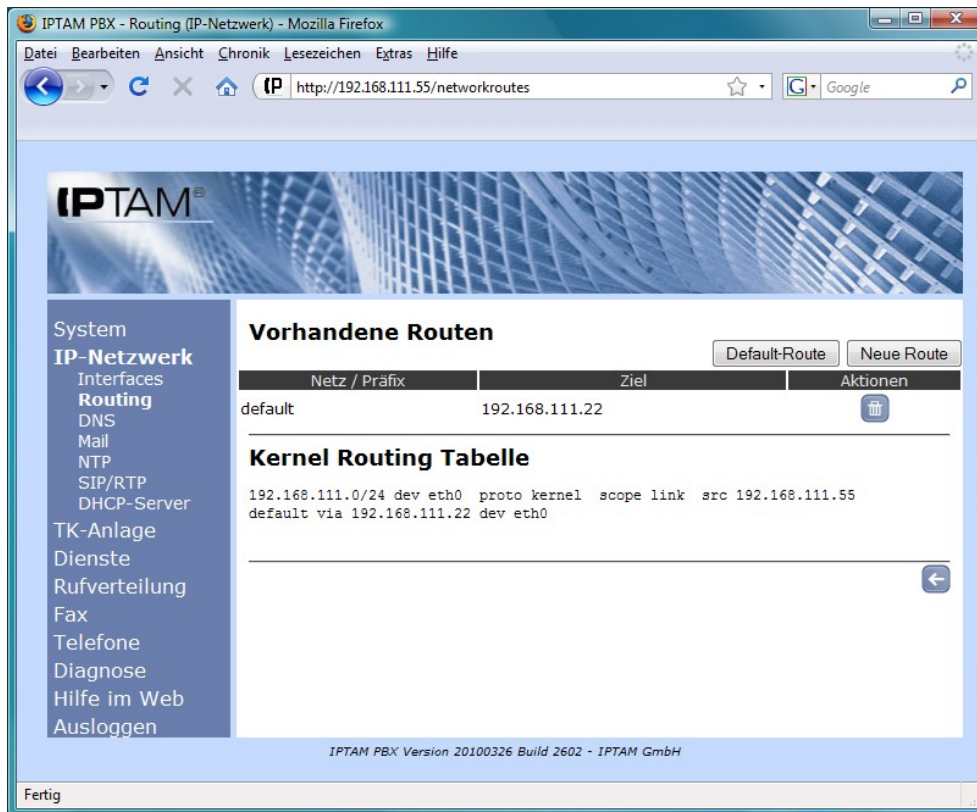 IPTAM PBX - Routing (IP-Netzwerk) - Mozilla Firefox
Datei Bearbeiten Ansicht Chronik Lesezeichen Extras Hilfe
http://192.168.111.55/networkroutes
Google
IPTAM®
System
IP-Netzwerk
Interfaces
Routing
DNS
Mail
NTP
SIP/RTP
DHCP-Server
TK-Anlage
Dienste
Rufverteilung
Fax
Telefone
Diagnose
Hilfe im Web
Ausloggen
Vorhandene Routen
Default-Route Neue Route
Netz / Präfix Ziel Aktionen
default 192.168.111.22
Kernel Routing Tabelle
192.168.111.0/24 dev eth0 proto kernel scope link src 192.168.111.55
default via 192.168.111.22 dev eth0
IPTAM PBX Version 20100326 Build 2602 - IPTAM GmbH
Fertig